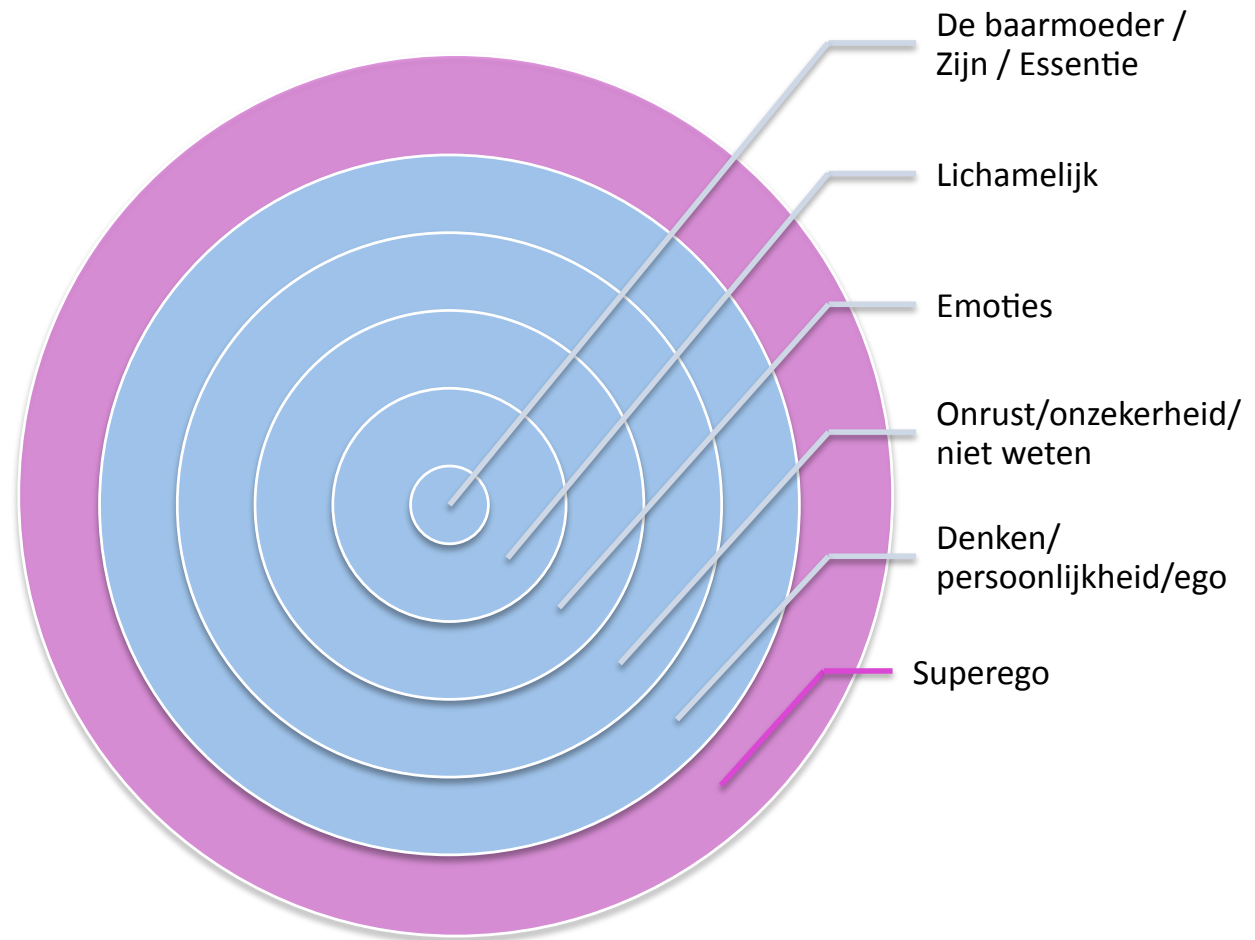 De baarmoeder /
Zijn / Essentie
Lichamelijk
Emoties
Onrust/onzekerheid/
niet weten
Denken/
persoonlijkheid/ego
Superego